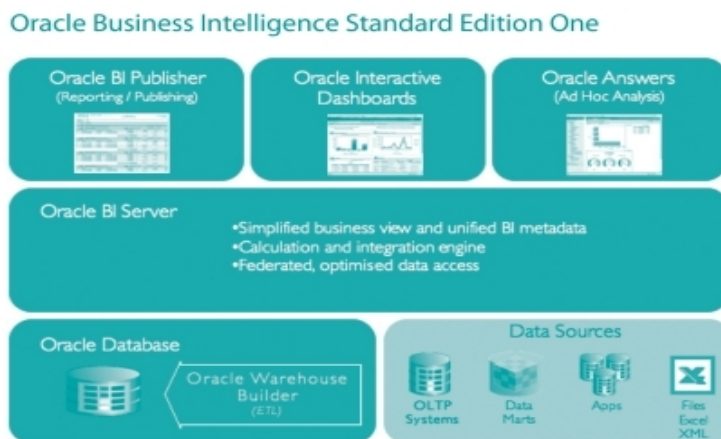 Oracle Business Intelligence Standard Edition One
Oracle BI Publisher
(Reporting / Publishing)
Oracle Interactive
Dashboards
Oracle Answers
(Ad Hoc Analysis)
Oracle BI Server
•Simplified business view and unified BI metadata
•Calculation and integration engine
•Federated, optimised data access
Oracle Database
Oracle Warehouse
Builder
(ETL)
Data Sources
OLTP
Systems
Data
Marts
Apps
Files
Excel
XML